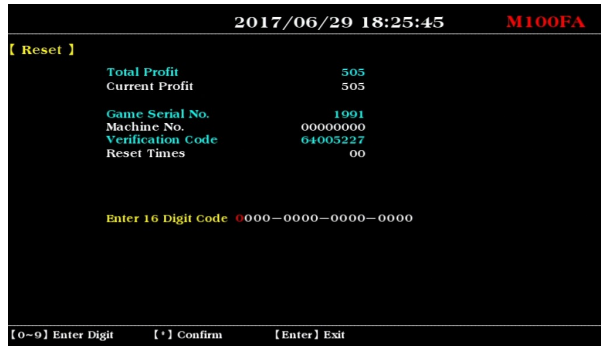 2017/06/29 18:25:45 M100FA
【 Reset 】
Total Profit 505
Current Profit 505
Game Serial No. 1991
Machine No. 00000000
Verification Code 64005227
Reset Times 00
Enter 16 Digit Code 0000-0000-0000-0000
【0~9】Enter Digit 【*】Confirm 【Enter】Exit